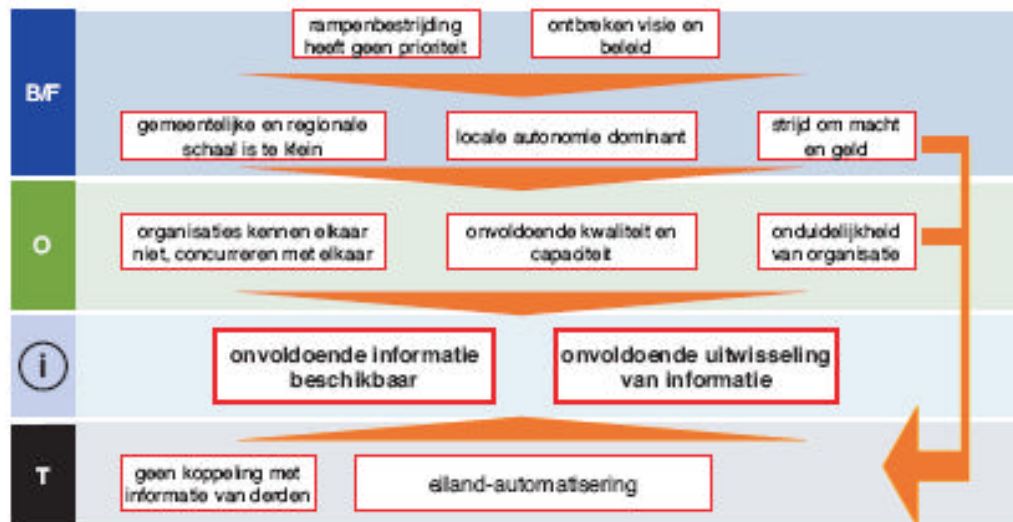 rampenbestrijding
heeft geen prioriteit
ontbreken visie en
beleid
B/F
gemeentelijke en regionale
schaal is te klein
locale autonomie dominant
strijd om macht
en geld
O
organisaties kennen elkaar
niet, concurreren met elkaar
onvoldoende kwaliteit en
capaciteit
onduidelijkheid
van organisatie
i
onvoldoende informatie
beschikbaar
onvoldoende uitwisseling
van informatie
T
geen koppeling met
informatie van derden
eiland-automatisering